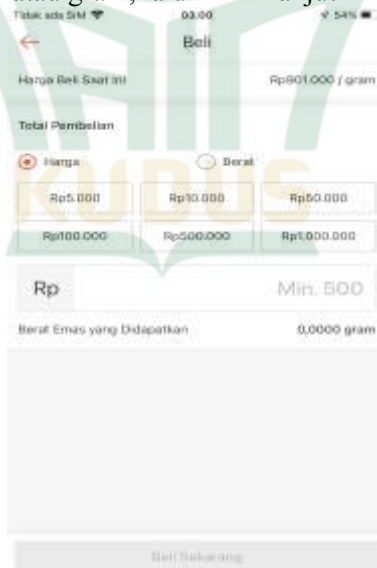 Tidak ada SIM 03.00 54%
Beli
Harga Beli Saat Ini Rp901.000 / gram
Total Pembelian
Harga Berat
Rp5.000 Rp10.000 Rp50.000
Rp100.000 Rp500.000 Rp1.000.000
Rp Min. 500
Berat Emas yang Didapatkan 0,0000 gram
Beli Sekarang
KUDUS